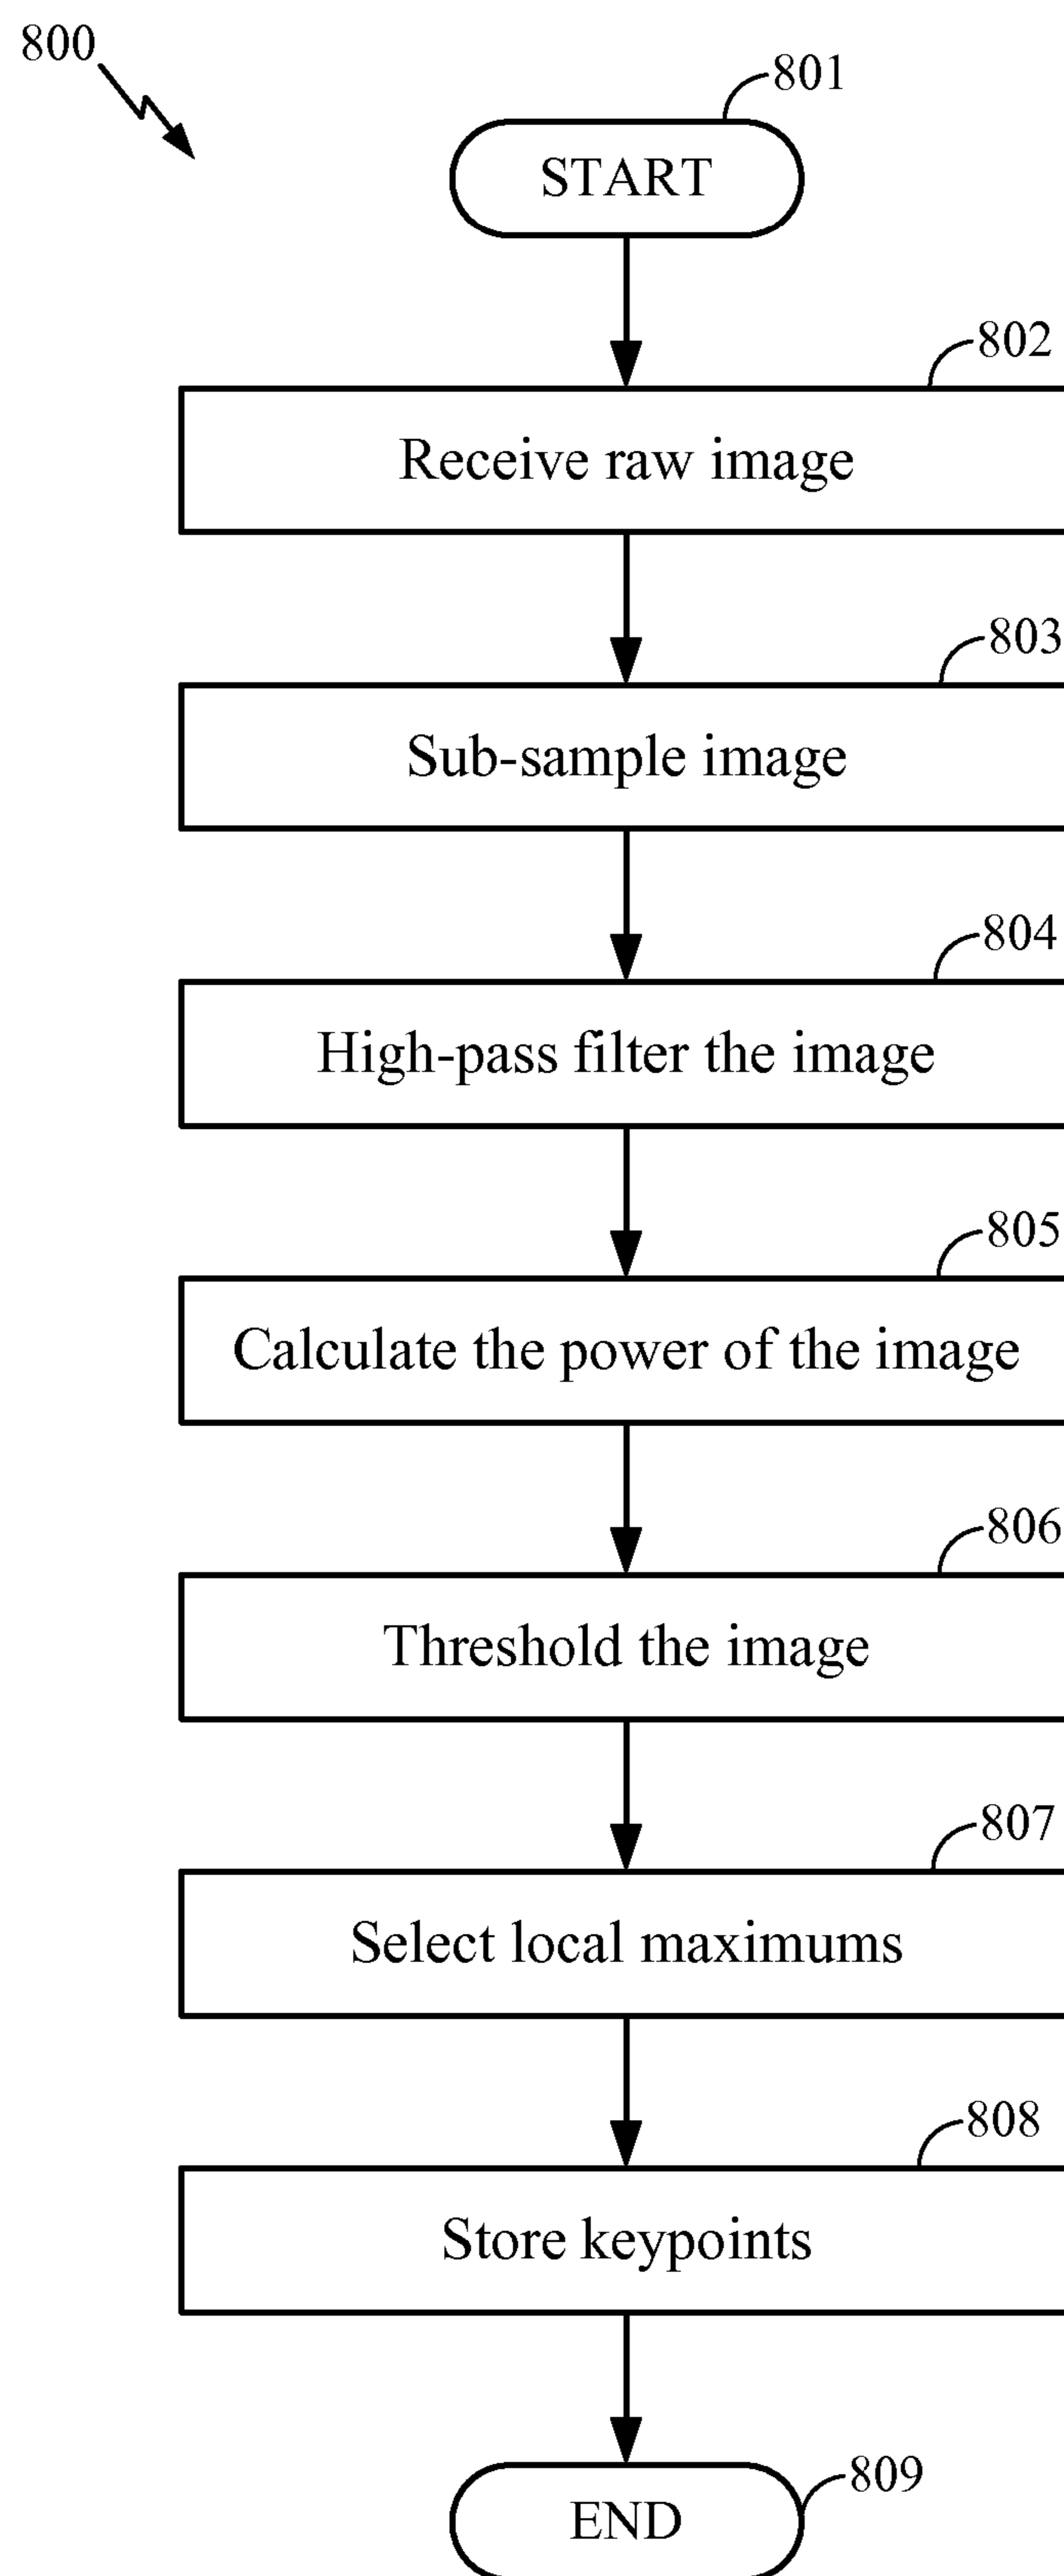 800
801
START
802
Receive raw image
803
Sub-sample image
804
High-pass filter the image
805
Calculate the power of the image
806
Threshold the image
807
Select local maximums
808
Store keypoints
809
END